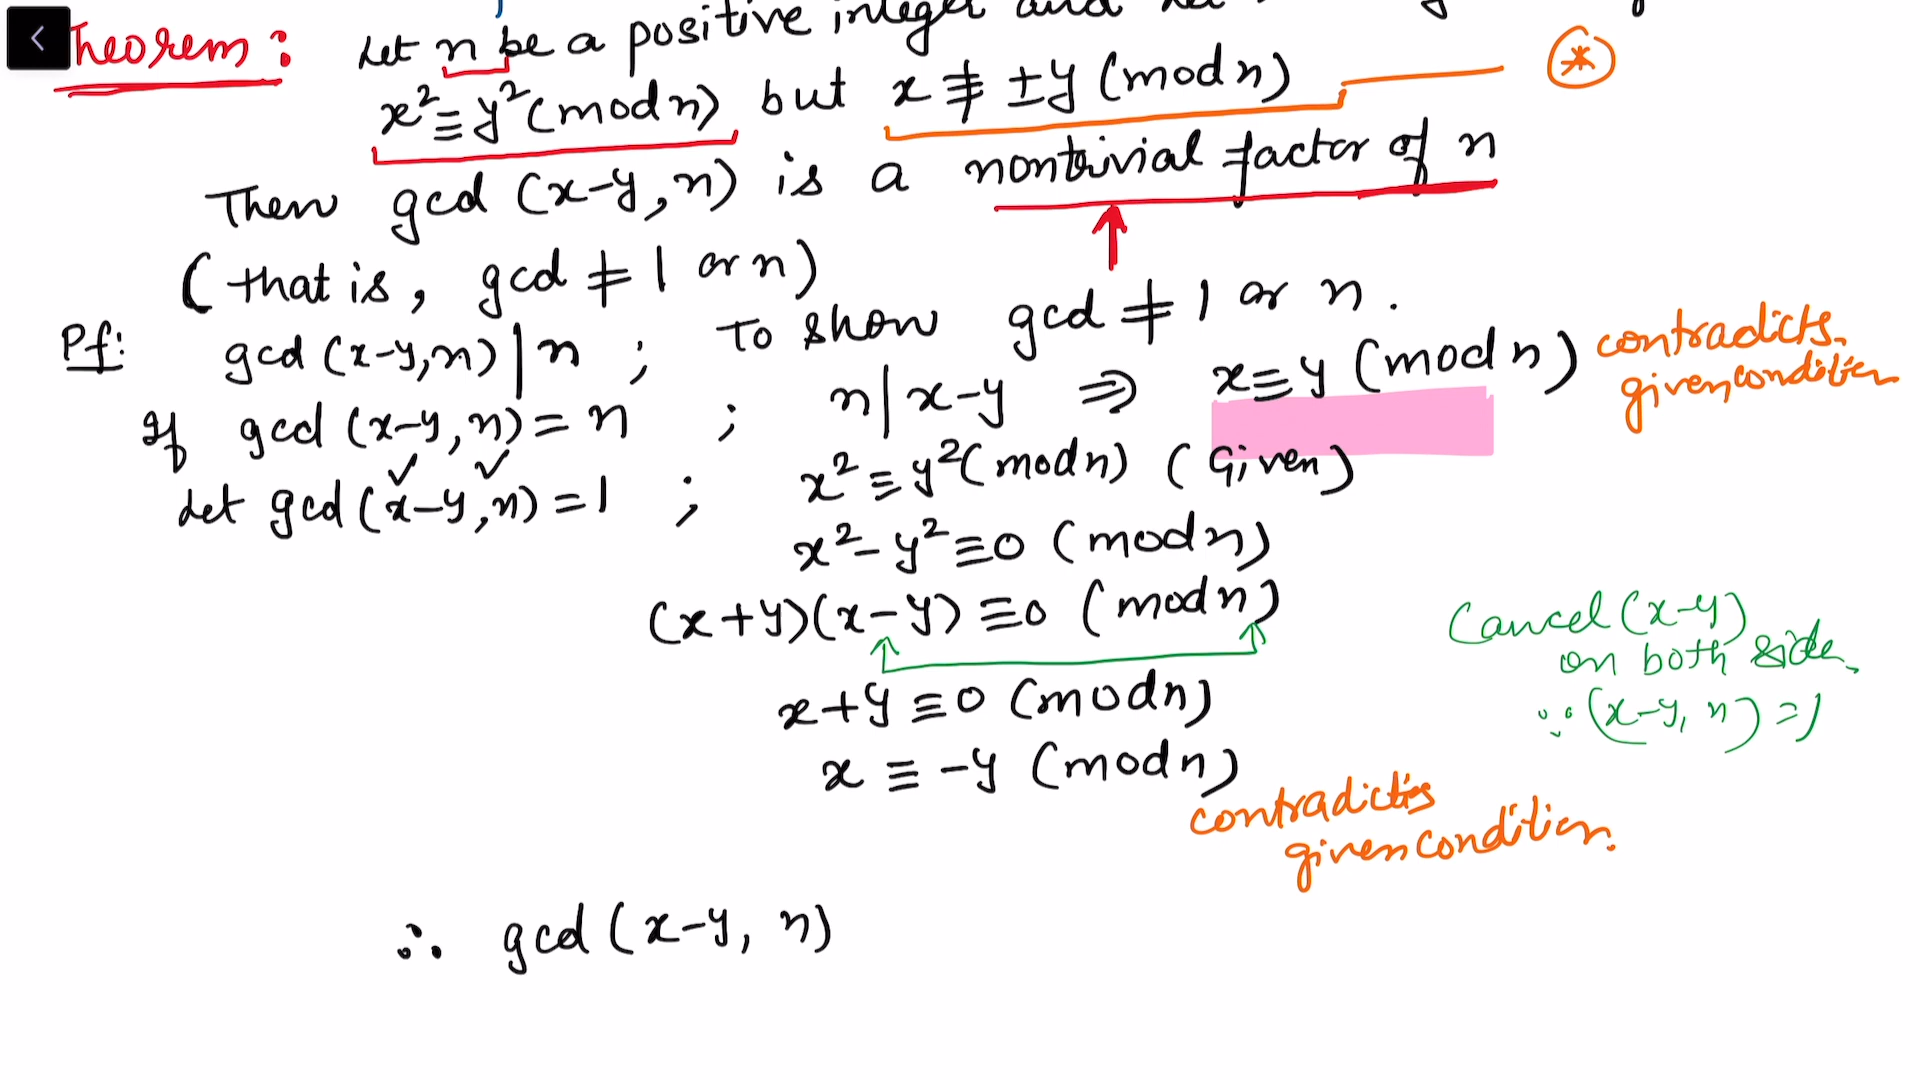 Theorem: Let n be a positive integer and let
x² ≡ y² (mod n) but x ≢ ±y (mod n) (*)
Then gcd (x-y, n) is a nontrivial factor of n
(that is, gcd ≠ 1 or n)
Pf: gcd (x-y, n) | n ; To show gcd ≠ 1 or n.
If gcd (x-y, n) = n ; n | x-y ⇒ x ≡ y (mod n) contradicts given condition
Let gcd (x-y, n) = 1 ; x² ≡ y² (mod n) (Given)
x² - y² ≡ 0 (mod n)
(x+y)(x-y) ≡ 0 (mod n)
Cancel (x-y)
on both side.
∵ (x-y, n) = 1
x+y ≡ 0 (mod n)
x ≡ -y (mod n)
contradicts
given condition.
∴ gcd (x-y, n)